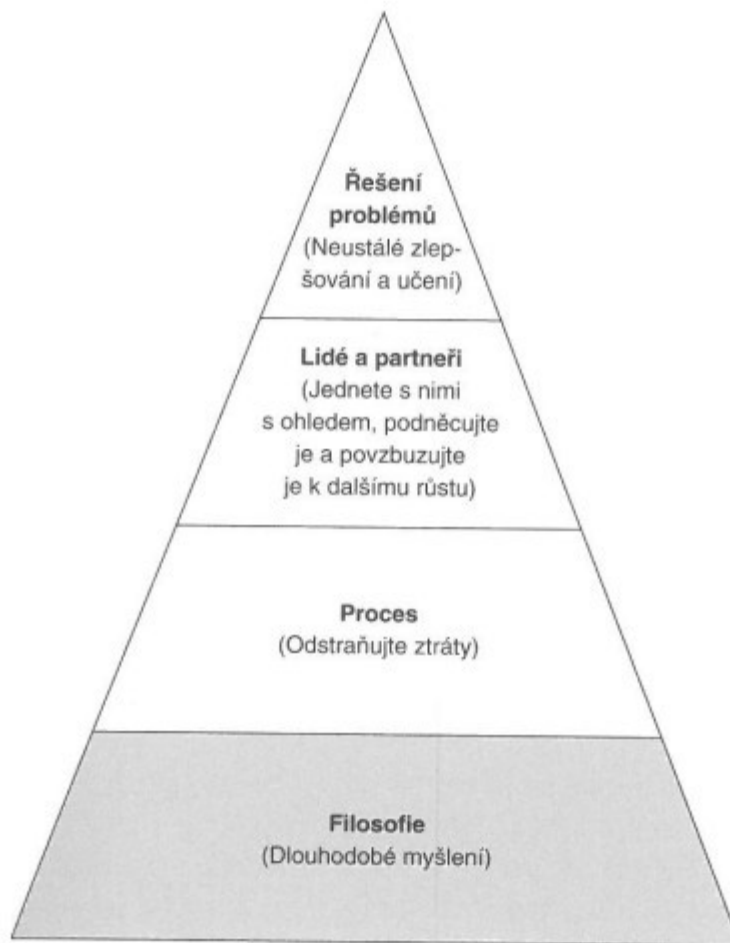 Řešení
problémů
(Neustálé zlep-
šování a učení)
Lidé a partneři
(Jednete s nimi
s ohledem, podněcujte
je a povzbuzujte
je k dalšímu růstu)
Proces
(Odstraňujte ztráty)
Filosofie
(Dlouhodobé myšlení)